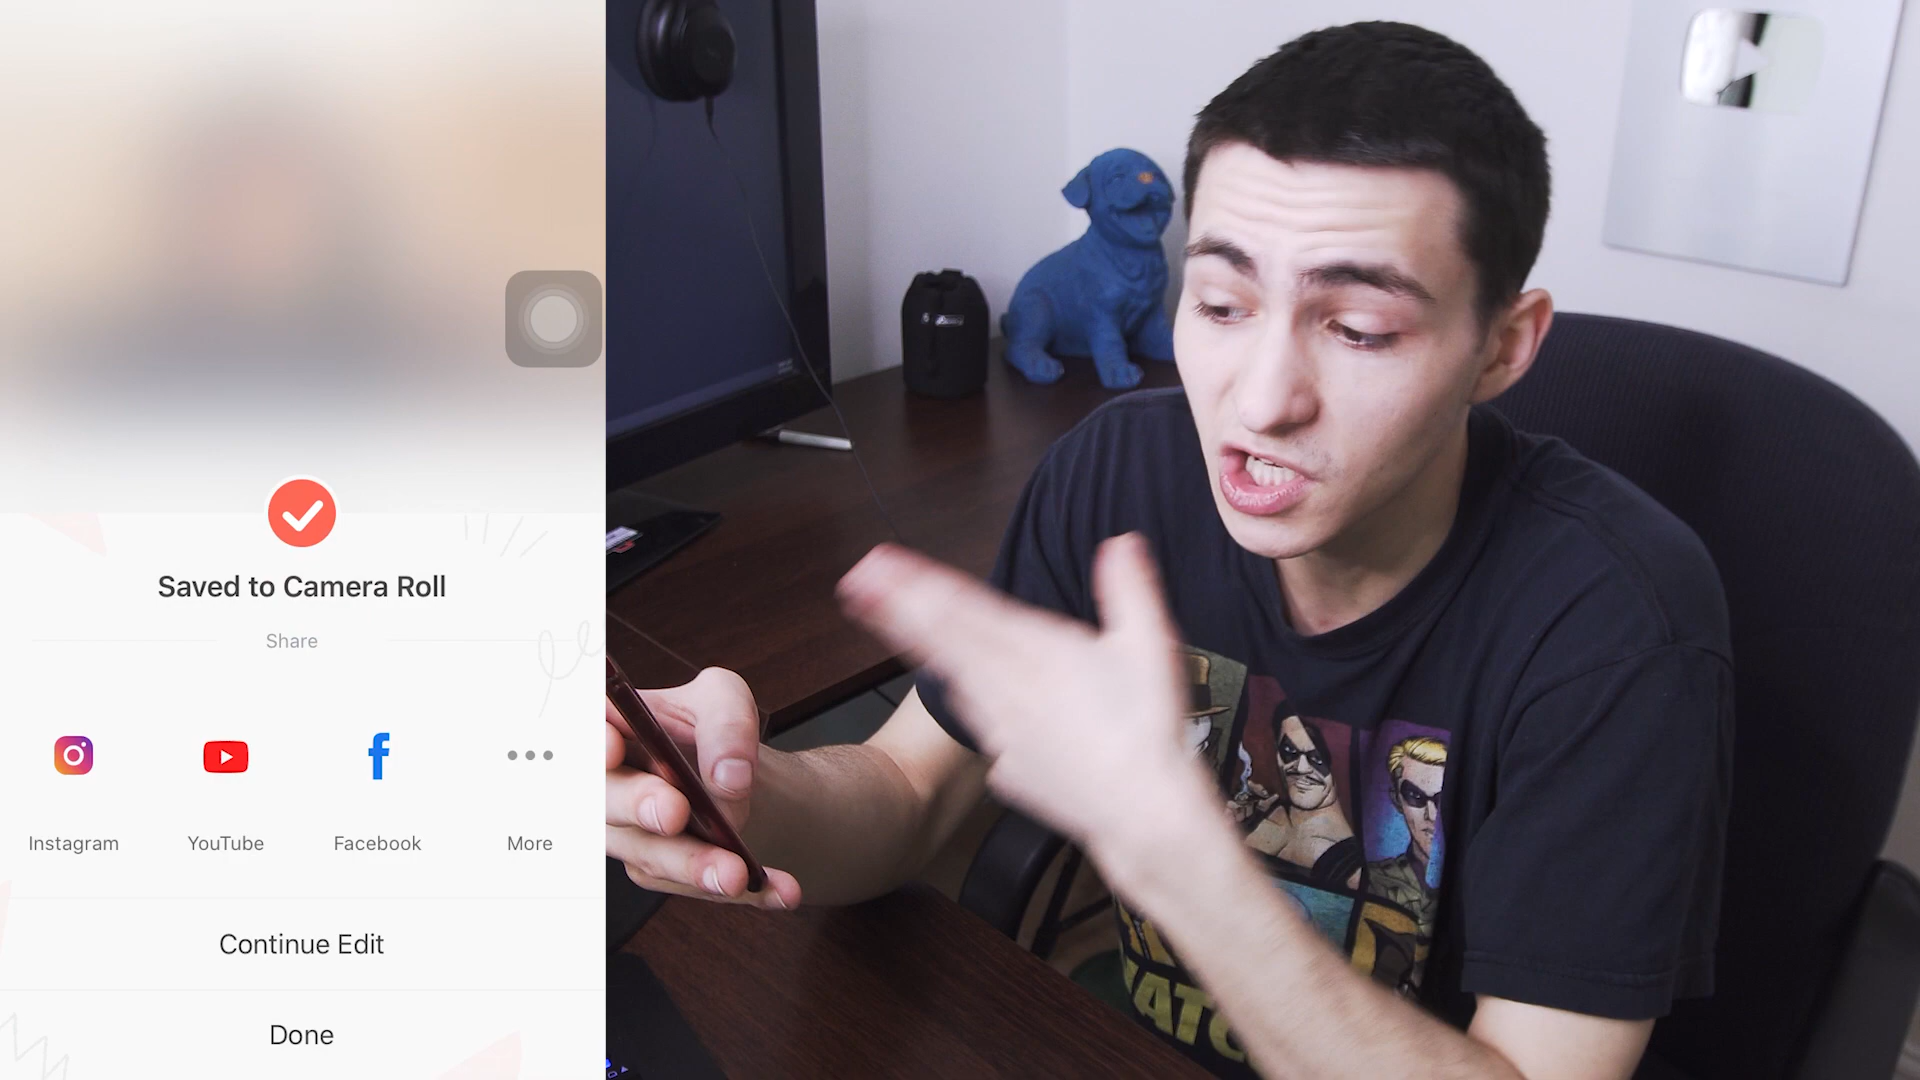 Saved to Camera Roll
Share
Instagram
YouTube
Facebook
More
Continue Edit
Done